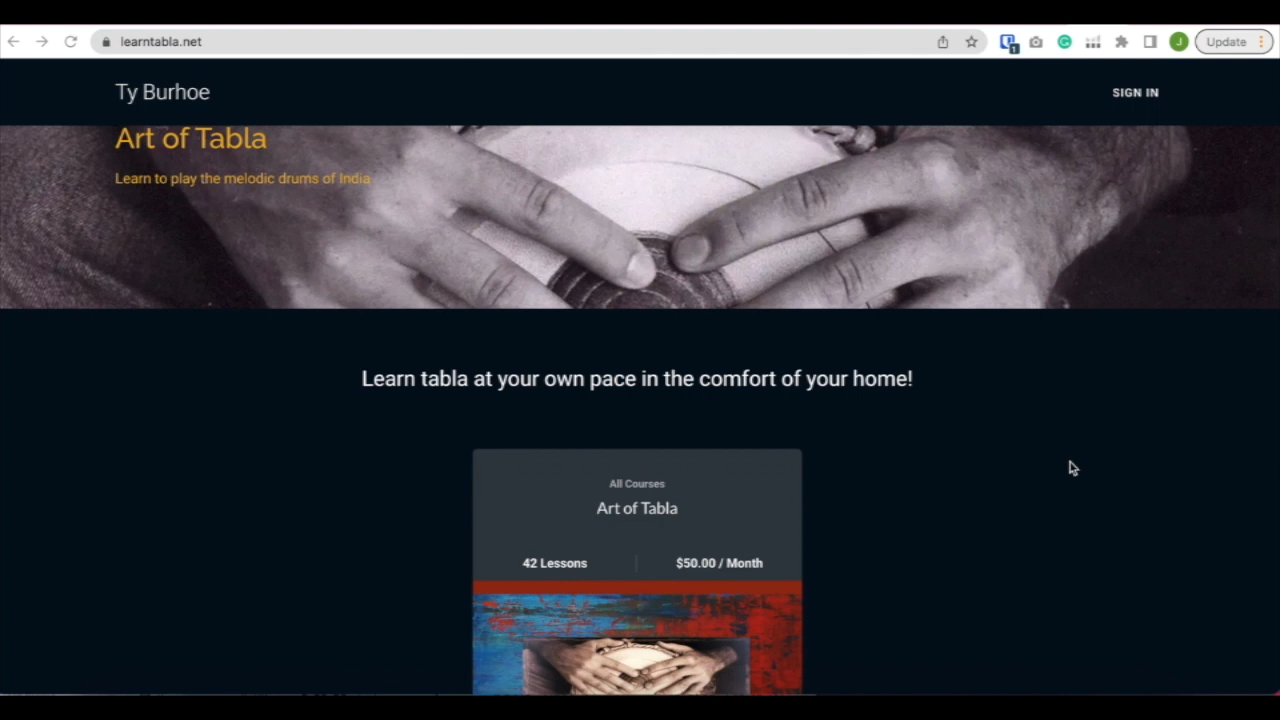 learntabla.net
1
J
Update
Ty Burhoe
SIGN IN
Art of Tabla
Learn to play the melodic drums of India
Learn tabla at your own pace in the comfort of your home!
All Courses
Art of Tabla
42 Lessons
$50.00 / Month